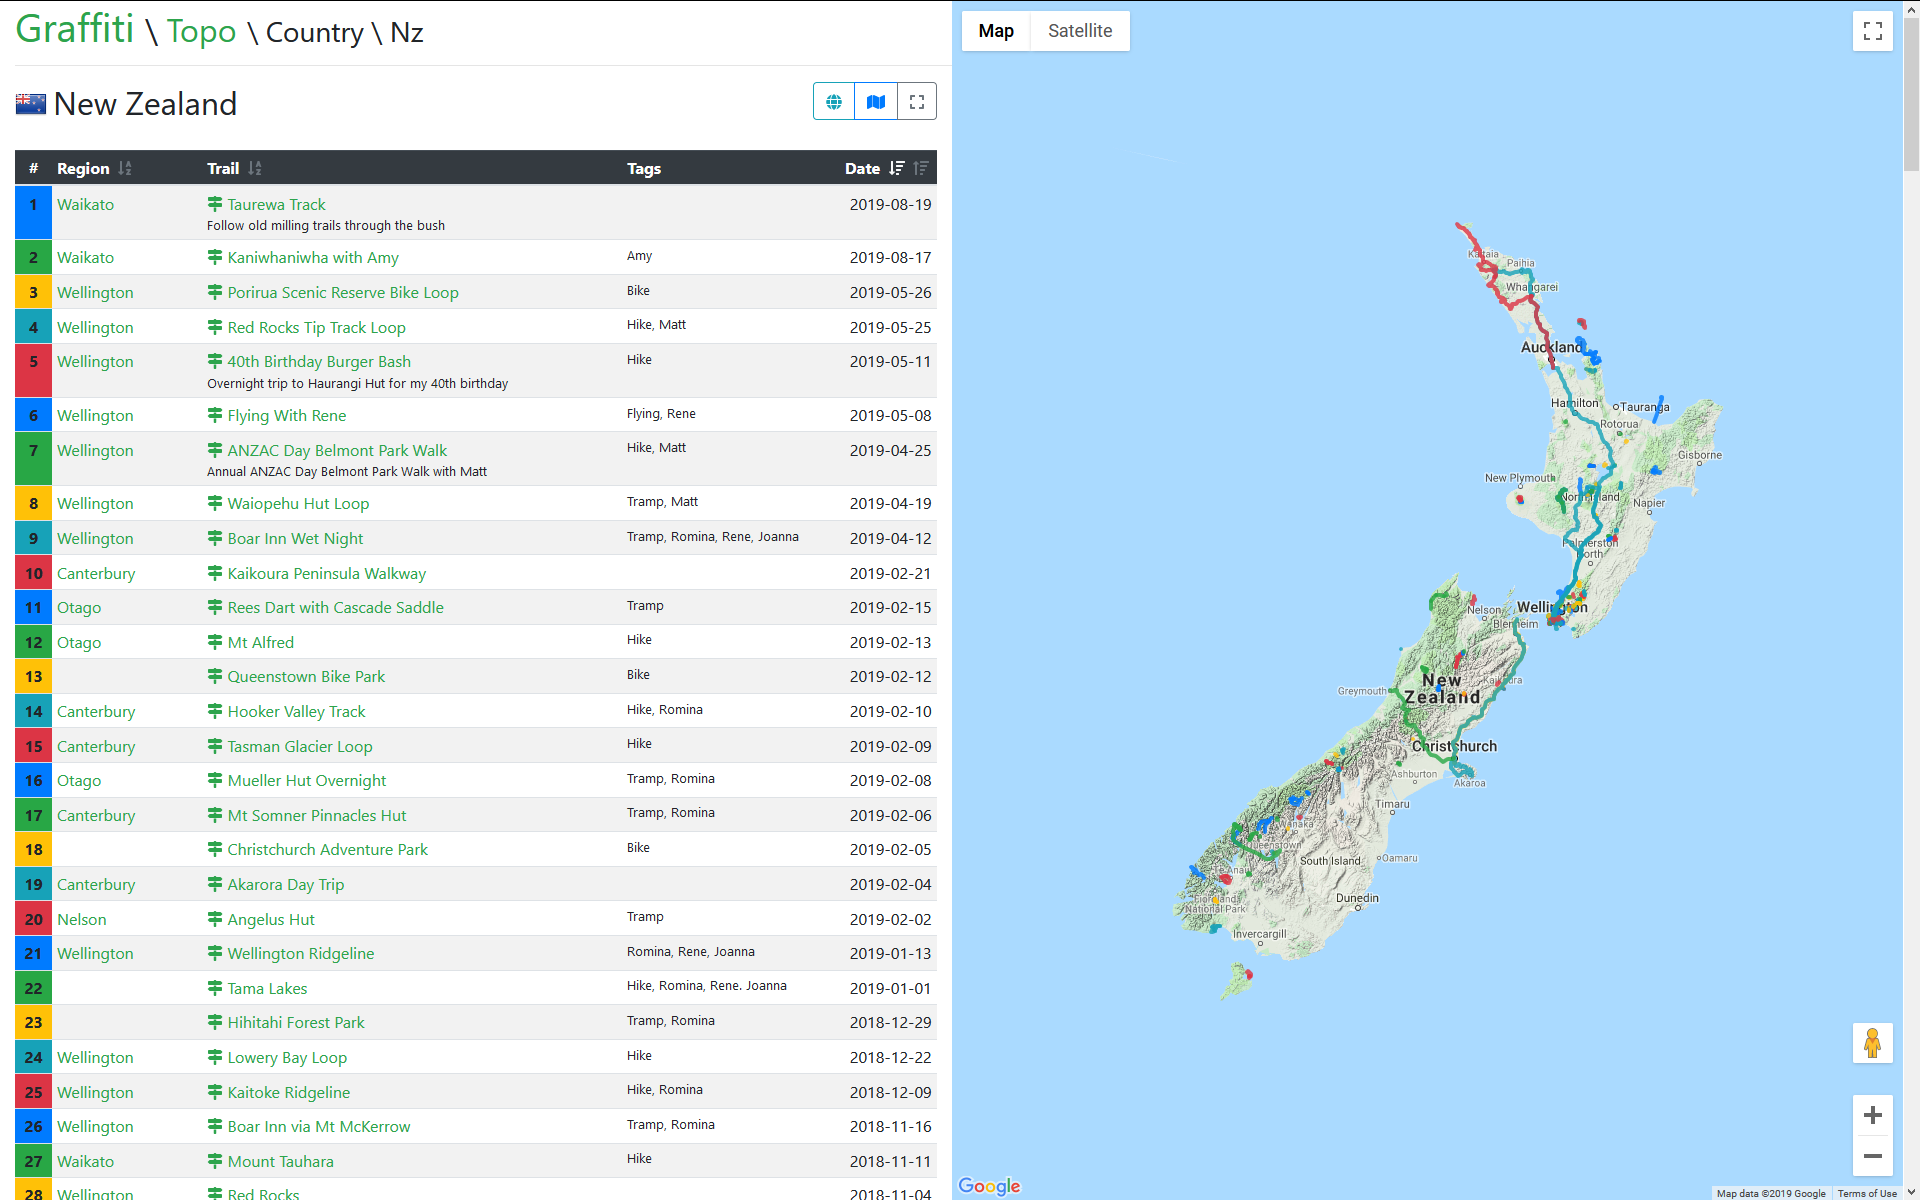 Graffiti \ Topo \ Country \ Nz
New Zealand
# Region Trail Tags Date
1 Waikato Taurewa Track 2019-08-19
Follow old milling trails through the bush
2 Waikato Kaniwhaniwha with Amy Amy 2019-08-17
3 Wellington Porirua Scenic Reserve Bike Loop Bike 2019-05-26
4 Wellington Red Rocks Tip Track Loop Hike, Matt 2019-05-25
5 Wellington 40th Birthday Burger Bash Hike 2019-05-11
Overnight trip to Haurangi Hut for my 40th birthday
6 Wellington Flying With Rene Flying, Rene 2019-05-08
7 Wellington ANZAC Day Belmont Park Walk Hike, Matt 2019-04-25
Annual ANZAC Day Belmont Park Walk with Matt
8 Wellington Waiopehu Hut Loop Tramp, Matt 2019-04-19
9 Wellington Boar Inn Wet Night Tramp, Romina, Rene, Joanna 2019-04-12
10 Canterbury Kaikoura Peninsula Walkway 2019-02-21
11 Otago Rees Dart with Cascade Saddle Tramp 2019-02-15
12 Otago Mt Alfred Hike 2019-02-13
13 Queenstown Bike Park Bike 2019-02-12
14 Canterbury Hooker Valley Track Hike, Romina 2019-02-10
15 Canterbury Tasman Glacier Loop Hike 2019-02-09
16 Otago Mueller Hut Overnight Tramp, Romina 2019-02-08
17 Canterbury Mt Somner Pinnacles Hut Tramp, Romina 2019-02-06
18 Christchurch Adventure Park Bike 2019-02-05
19 Canterbury Akarora Day Trip 2019-02-04
20 Nelson Angelus Hut Tramp 2019-02-02
21 Wellington Wellington Ridgeline Romina, Rene, Joanna 2019-01-13
22 Tama Lakes Hike, Romina, Rene. Joanna 2019-01-01
23 Hihitahi Forest Park Tramp, Romina 2018-12-29
24 Wellington Lowery Bay Loop Hike 2018-12-22
25 Wellington Kaitoke Ridgeline Hike, Romina 2018-12-09
26 Wellington Boar Inn via Mt McKerrow Tramp, Romina 2018-11-16
27 Waikato Mount Tauhara Hike 2018-11-11
28 Wellington Red Rocks 2018-11-04
Map Satellite
Kaitaia
Paihia
Whangarei
Auckland
Hamilton
Tauranga
Rotorua
Gisborne
New Plymouth
North Island
Napier
Palmerston
North
Nelson
Wellington
Blenheim
Greymouth
New
Zealand
Kaikoura
Christchurch
Ashburton
Akaroa
Timaru
Wanaka
Queenstown
South Island
Oamaru
Te Anau
Fiordland
National Park
Dunedin
Invercargill
Google
Map data ©2019 Google Terms of Use